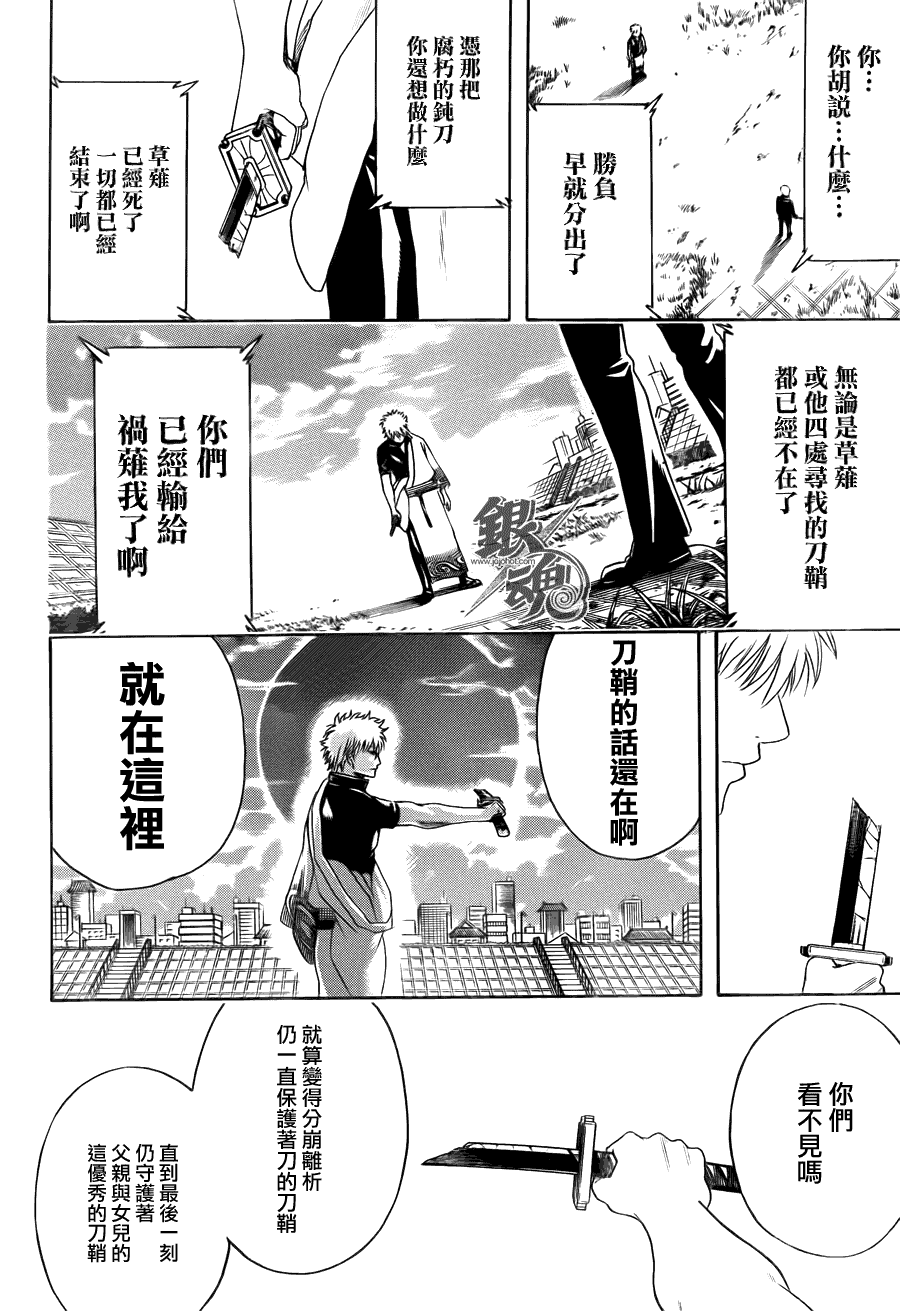 你…
你胡説…什麼…
勝負
早就分出了
憑那把
腐朽的鈍刀
你還想做什麼
草薙
已經死了
一切都已經
結束了啊
無論是草薙
或他四處尋找的刀鞘
都已經不在了
銀魂
www.jojohot.com
你們
已經輸給
禍薙我了啊
刀鞘的話還在啊
就在這裡
你們
看不見嗎
就算變得分崩離析
仍一直保護著刀的刀鞘
直到最後一刻
仍守護著
父親與女兒的
這優秀的刀鞘